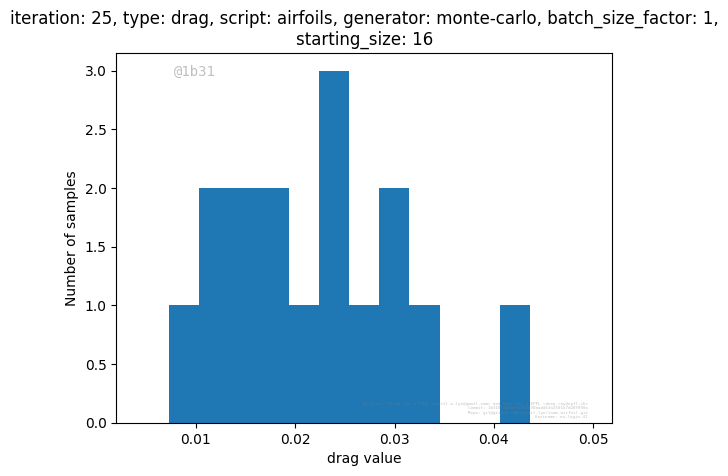 iteration: 25, type: drag, script: airfoils, generator: monte-carlo, batch_size_factor: 1,
starting_size: 16
@1b31
3.0
2.5
2.0
1.5
1.0
0.5
0.0
Number of samples
0.01
0.02
0.03
0.04
0.05
drag value